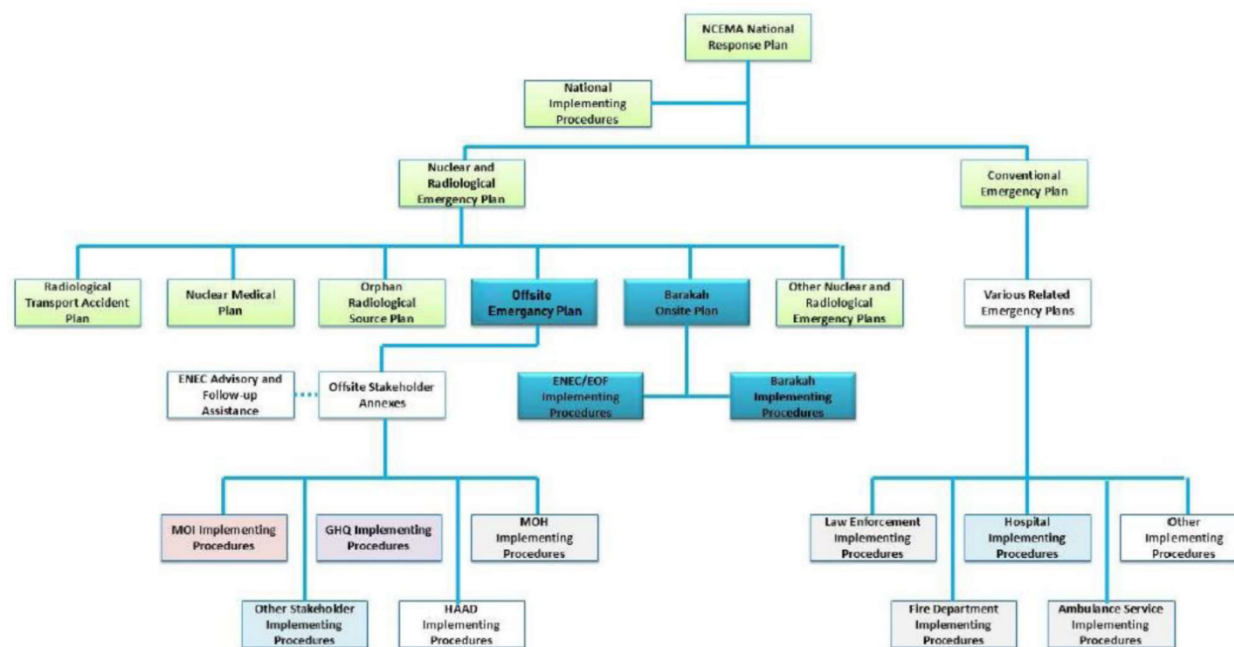 NCEMA National
Response Plan
National
Implementing
Procedures
Nuclear and
Radiological
Emergency Plan
Conventional
Emergency Plan
Radiological
Transport Accident
Plan
Nuclear Medical
Plan
Orphan
Radiological
Source Plan
Offsite
Emergancy Plan
Barakah
Onsite Plan
Other Nuclear and
Radiological
Emergency Plans
Various Related
Emergency Plans
ENEC Advisory and
Follow-up
Assistance
Offsite Stakeholder
Annexes
ENEC/EOF
Implementing
Procedures
Barakah
Implementing
Procedures
MOI Implementing
Procedures
GHQ Implementing
Procedures
MOH
Implementing
Procedures
Law Enforcement
Implementing
Procedures
Hospital
Implementing
Procedures
Other
Implementing
Procedures
Other Stakeholder
Implementing
Procedures
HAAD
Implementing
Procedures
Fire Department
Implementing
Procedures
Ambulance Service
Implementing
Procedures